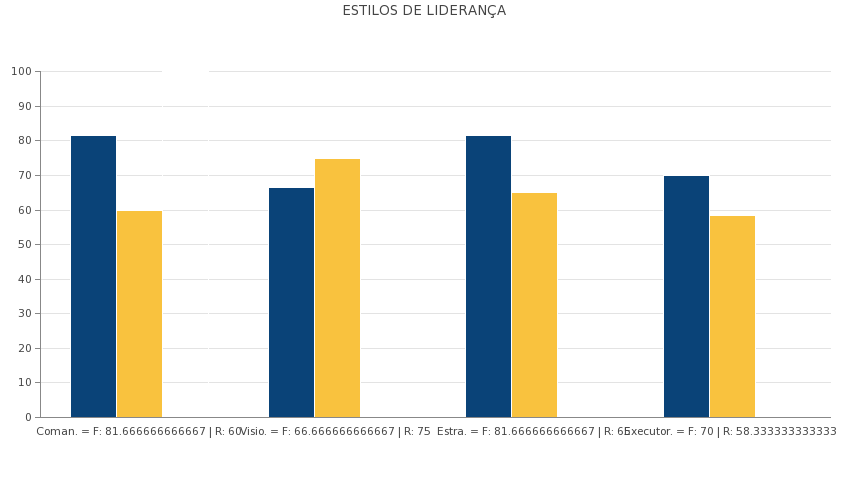 ESTILOS DE LIDERANÇA
100
90
80
70
60
50
40
30
20
10
0
Coman. = F: 81.666666666667 | R: 60
Visio. = F: 66.666666666667 | R: 75
Estra. = F: 81.666666666667 | R: 65
Executor. = F: 70 | R: 58.333333333333